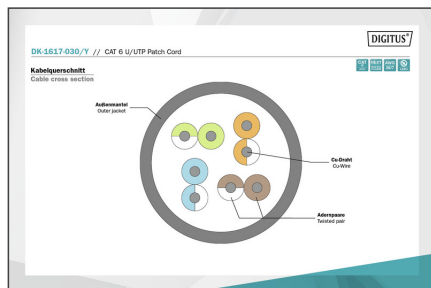 DIGITUS®
DK-1617-030/Y // CAT 6 U/UTP Patch Cord
Kabelquerschnitt
Cable cross section
Außenmantel
Outer jacket
Cu-Draht
Cu-Wire
Adernpaare
Twisted pair